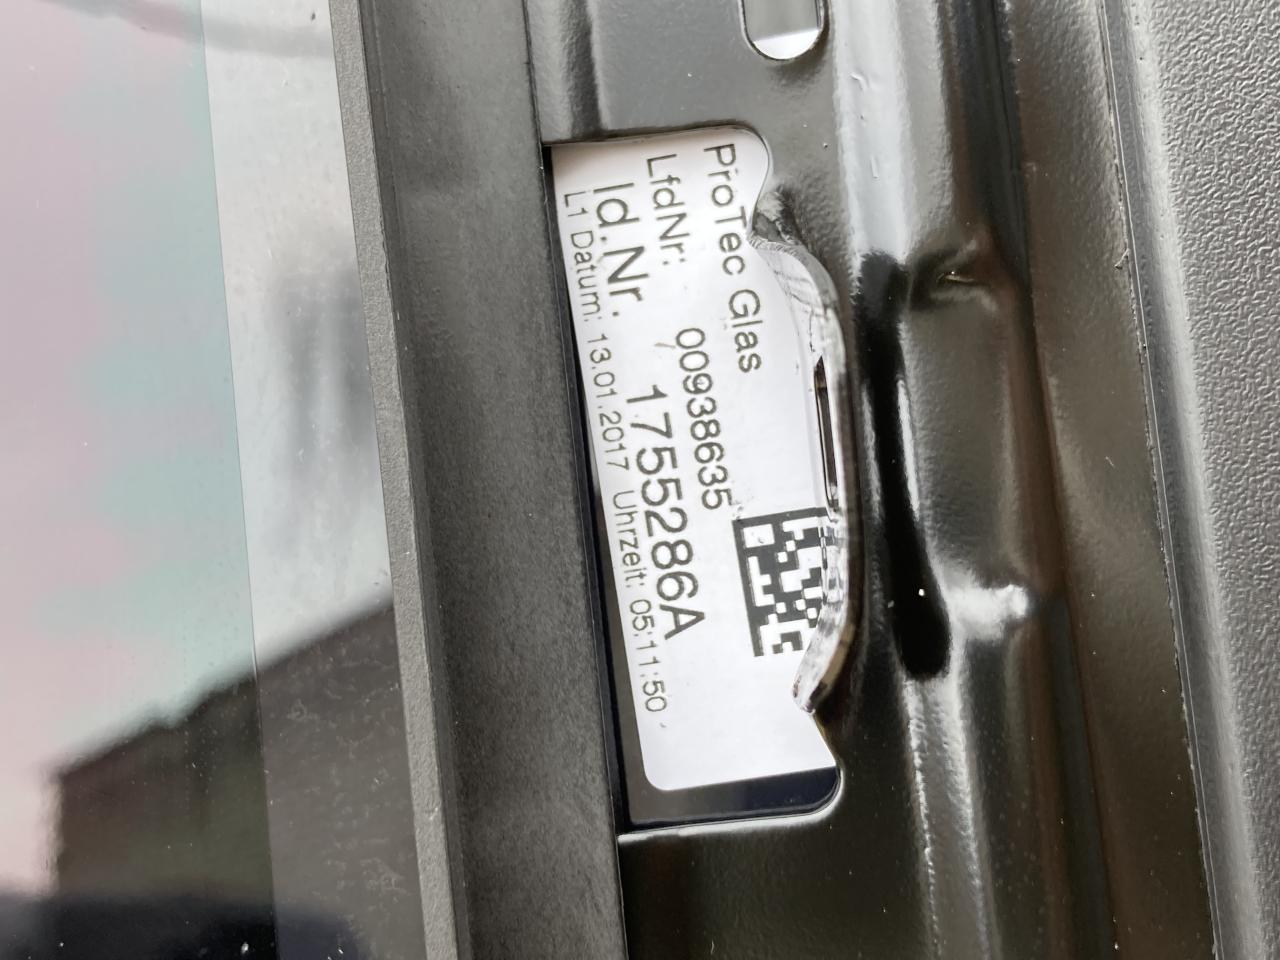 ProTec Glas
LfdNr: 00938635
Id.Nr. 1755286A
L1 Datum: 13.01.2017 Uhrzeit: 05:11:50